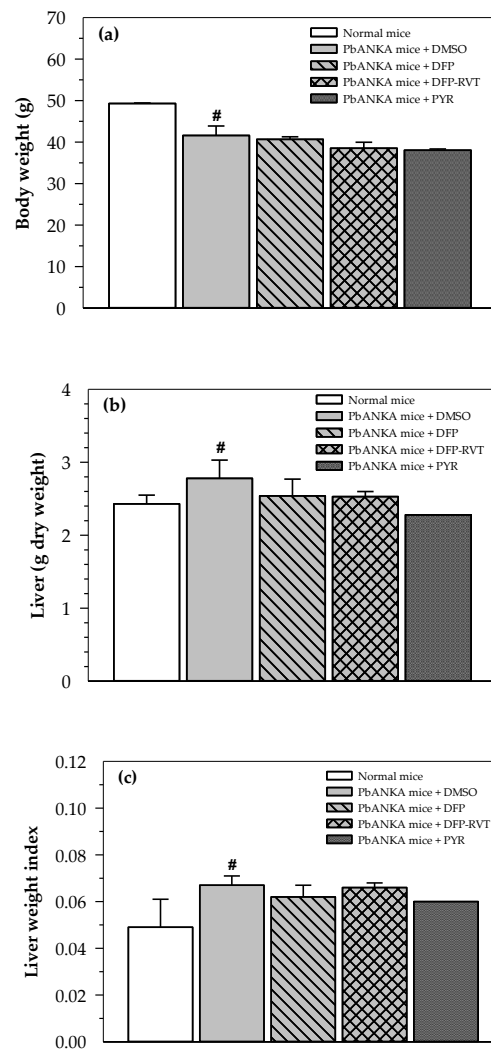 70
60
50
40
30
20
10
0
Body weight (g)
(a)
Normal mice
PbANKA mice + DMSO
PbANKA mice + DFP
PbANKA mice + DFP-RVT
PbANKA mice + PYR
#
4
3
2
1
0
Liver (g dry weight)
(b)
Normal mice
PbANKA mice + DMSO
PbANKA mice + DFP
PbANKA mice + DFP-RVT
PbANKA mice + PYR
#
0.12
0.10
0.08
0.06
0.04
0.02
0.00
Liver weight index
(c)
Normal mice
PbANKA mice + DMSO
PbANKA mice + DFP
PbANKA mice + DFP-RVT
PbANKA mice + PYR
#